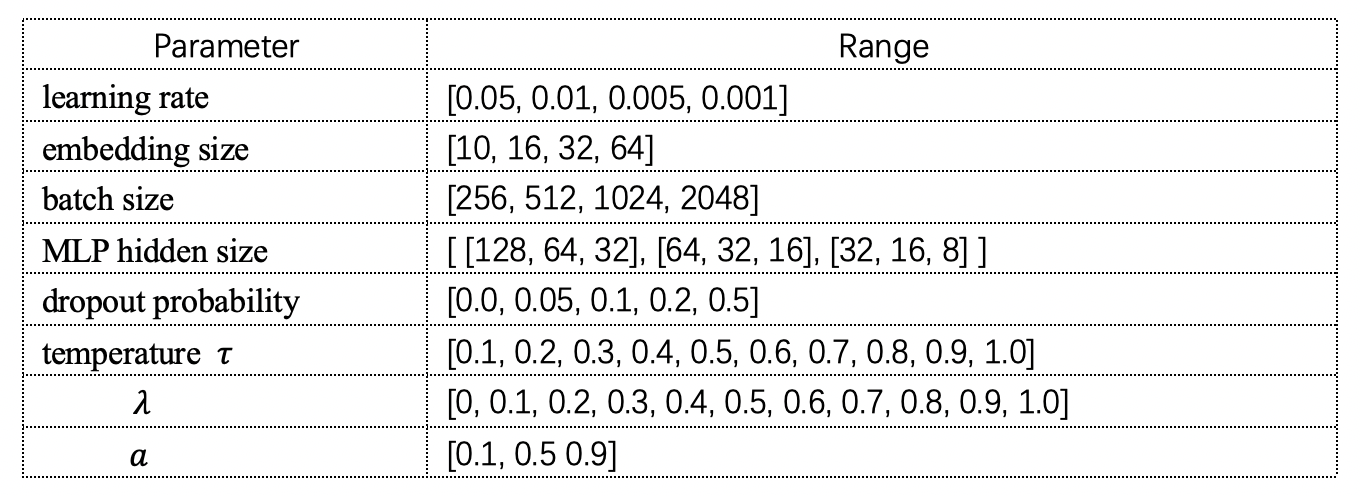 Parameter Range
learning rate [0.05, 0.01, 0.005, 0.001]
embedding size [10, 16, 32, 64]
batch size [256, 512, 1024, 2048]
MLP hidden size [ [128, 64, 32], [64, 32, 16], [32, 16, 8] ]
dropout probability [0.0, 0.05, 0.1, 0.2, 0.5]
temperature τ [0.1, 0.2, 0.3, 0.4, 0.5, 0.6, 0.7, 0.8, 0.9, 1.0]
λ [0, 0.1, 0.2, 0.3, 0.4, 0.5, 0.6, 0.7, 0.8, 0.9, 1.0]
a [0.1, 0.5 0.9]